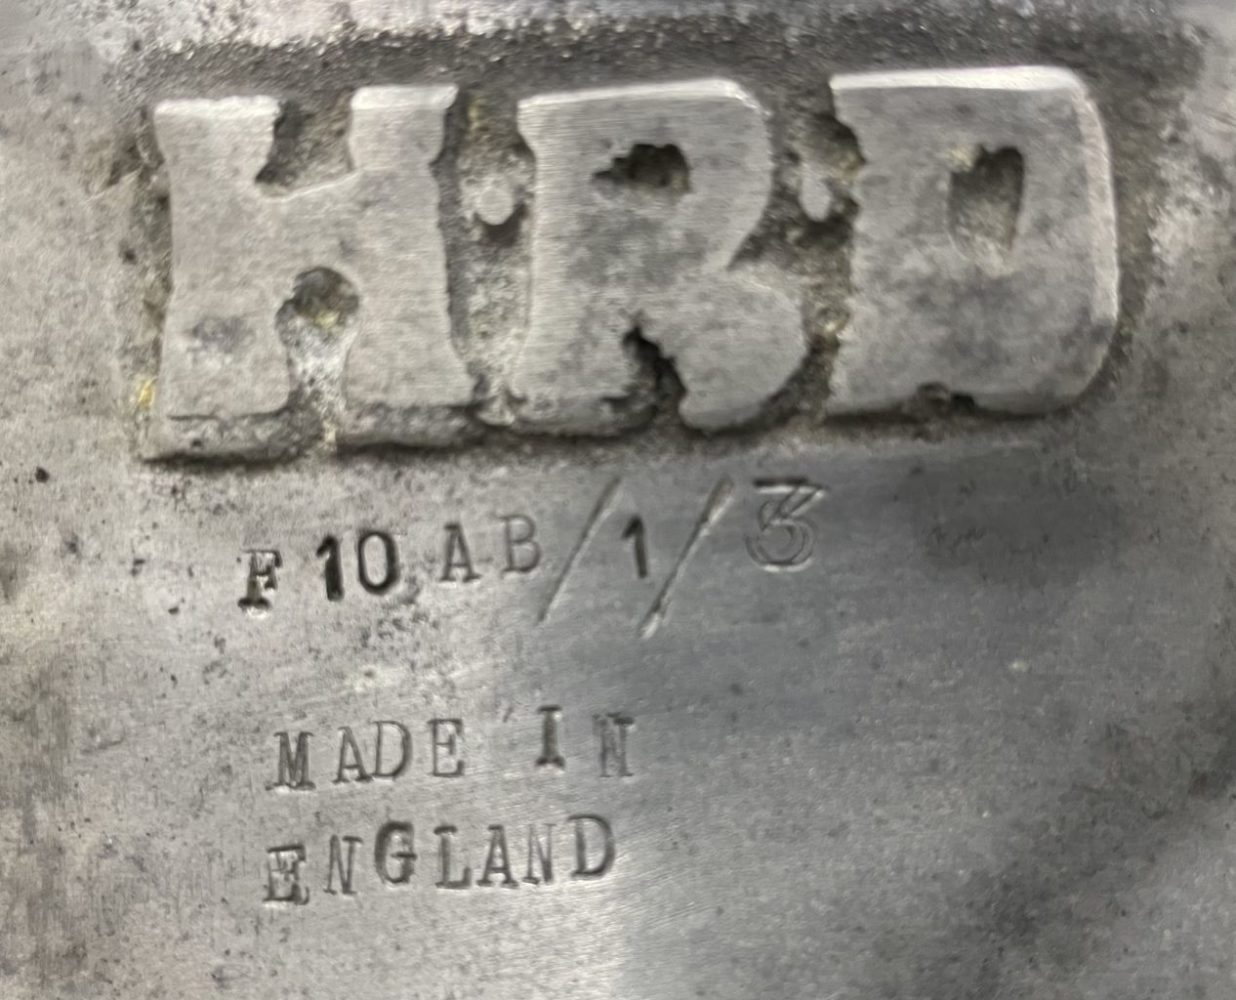 HRD
F10AB/1/3
MADE IN
ENGLAND